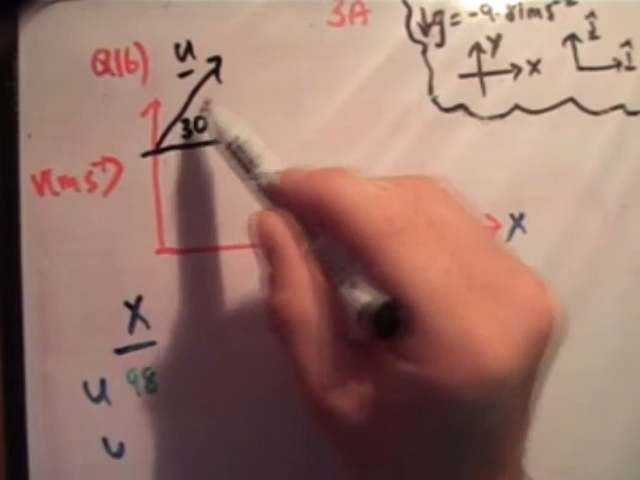 3A
↓g = -9.81ms⁻²
Q1b) u
Y
X
30
v(ms⁻¹)
X
X
u 98
v